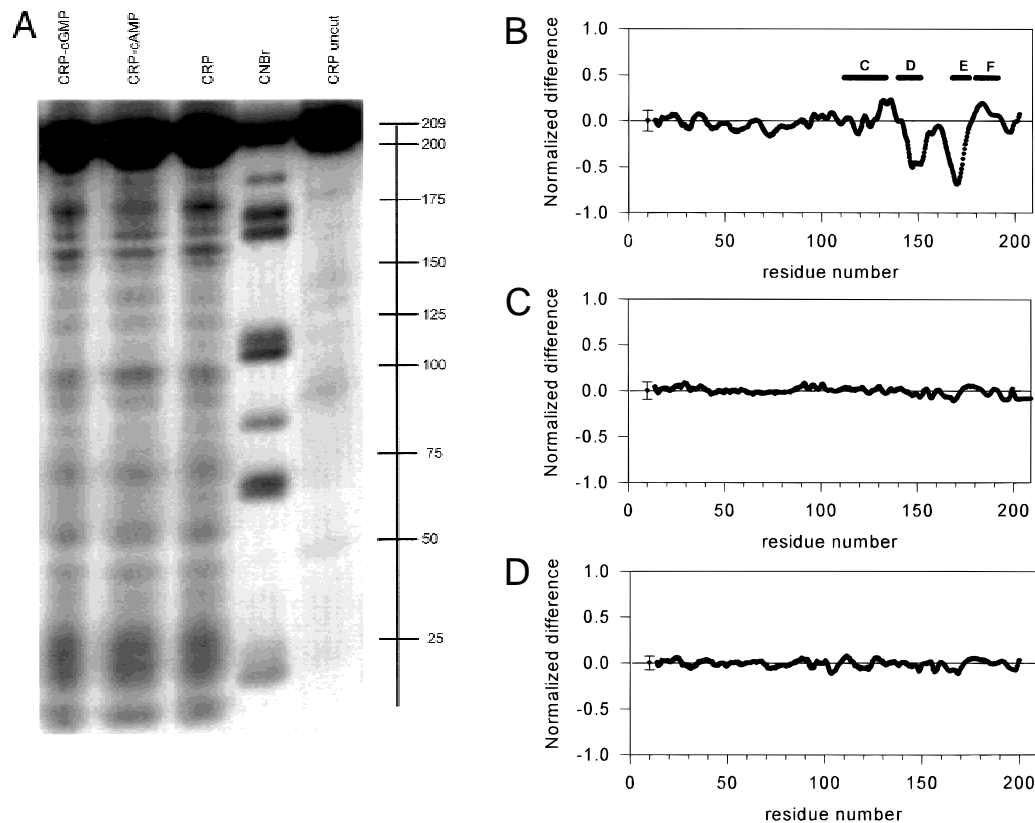 A
CRP-cGMP
CRP-cAMP
CRP
CNBr
CRP uncut
209
200
175
150
125
100
75
50
25
B
Normalized difference
1.0
0.5
0.0
-0.5
-1.0
C D E F
0 50 100 150 200
residue number
C
Normalized difference
1.0
0.5
0.0
-0.5
-1.0
0 50 100 150 200
residue number
D
Normalized difference
1.0
0.5
0.0
-0.5
-1.0
0 50 100 150 200
residue number